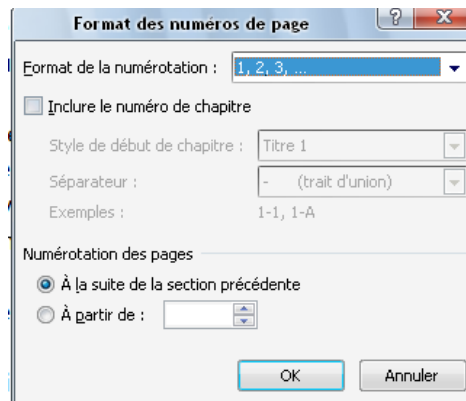 Format des numéros de page
Format de la numérotation : 1, 2, 3, ...
Inclure le numéro de chapitre
Style de début de chapitre : Titre 1
Séparateur : - (trait d'union)
Exemples : 1-1, 1-A
Numérotation des pages
À la suite de la section précédente
À partir de :
OK Annuler